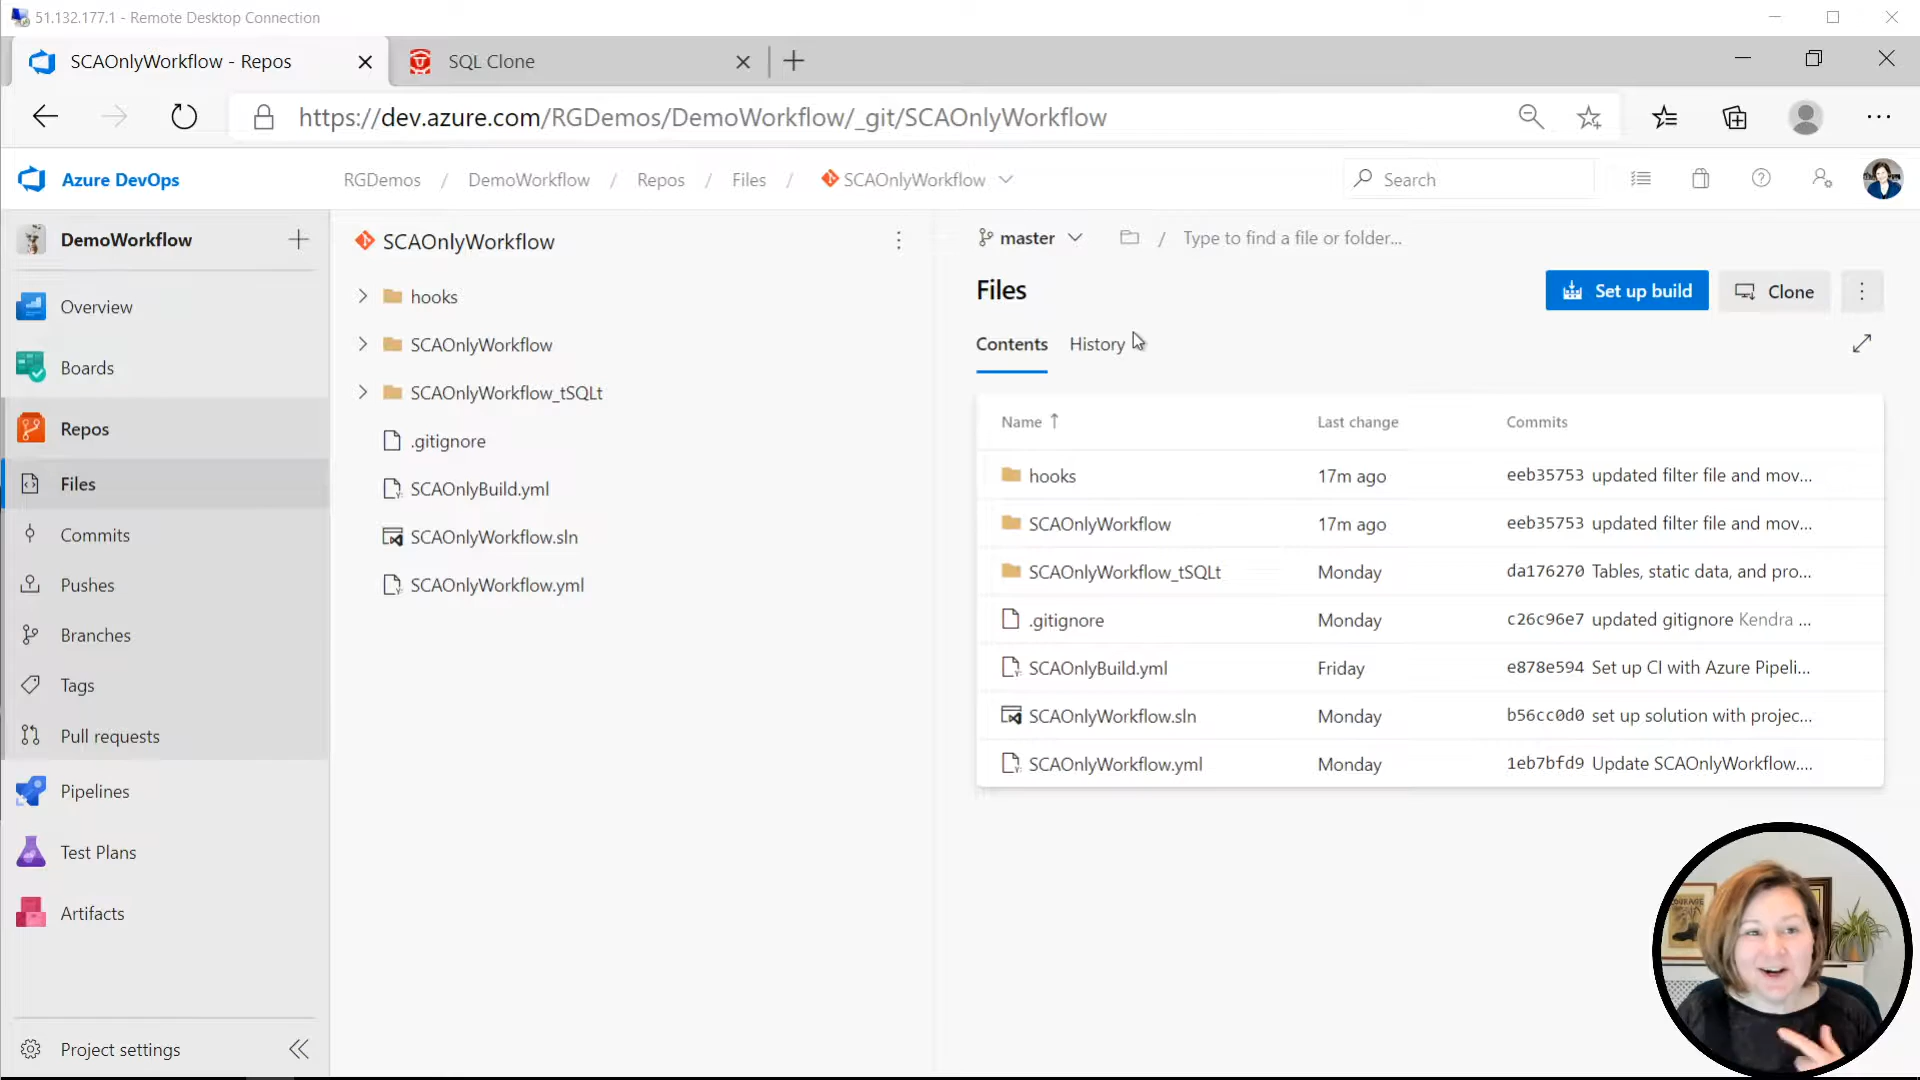 51.132.177.1 - Remote Desktop Connection
SCAOnlyWorkflow - Repos
SQL Clone
https://dev.azure.com/RGDemos/DemoWorkflow/_git/SCAOnlyWorkflow
Azure DevOps
RGDemos / DemoWorkflow / Repos / Files / SCAOnlyWorkflow
Search
DemoWorkflow
Overview
Boards
Repos
Files
Commits
Pushes
Branches
Tags
Pull requests
Pipelines
Test Plans
Artifacts
Project settings
SCAOnlyWorkflow
hooks
SCAOnlyWorkflow
SCAOnlyWorkflow_tSQLt
.gitignore
SCAOnlyBuild.yml
SCAOnlyWorkflow.sln
SCAOnlyWorkflow.yml
master / Type to find a file or folder...
Files
Set up build
Clone
Contents
History
Name Last change Commits
hooks 17m ago eeb35753 updated filter file and mov...
SCAOnlyWorkflow 17m ago eeb35753 updated filter file and mov...
SCAOnlyWorkflow_tSQLt Monday da176270 Tables, static data, and pro...
.gitignore Monday c26c96e7 updated gitignore Kendra ...
SCAOnlyBuild.yml Friday e878e594 Set up CI with Azure Pipeli...
SCAOnlyWorkflow.sln Monday b56cc0d0 set up solution with projec...
SCAOnlyWorkflow.yml Monday 1eb7bfd9 Update SCAOnlyWorkflow....